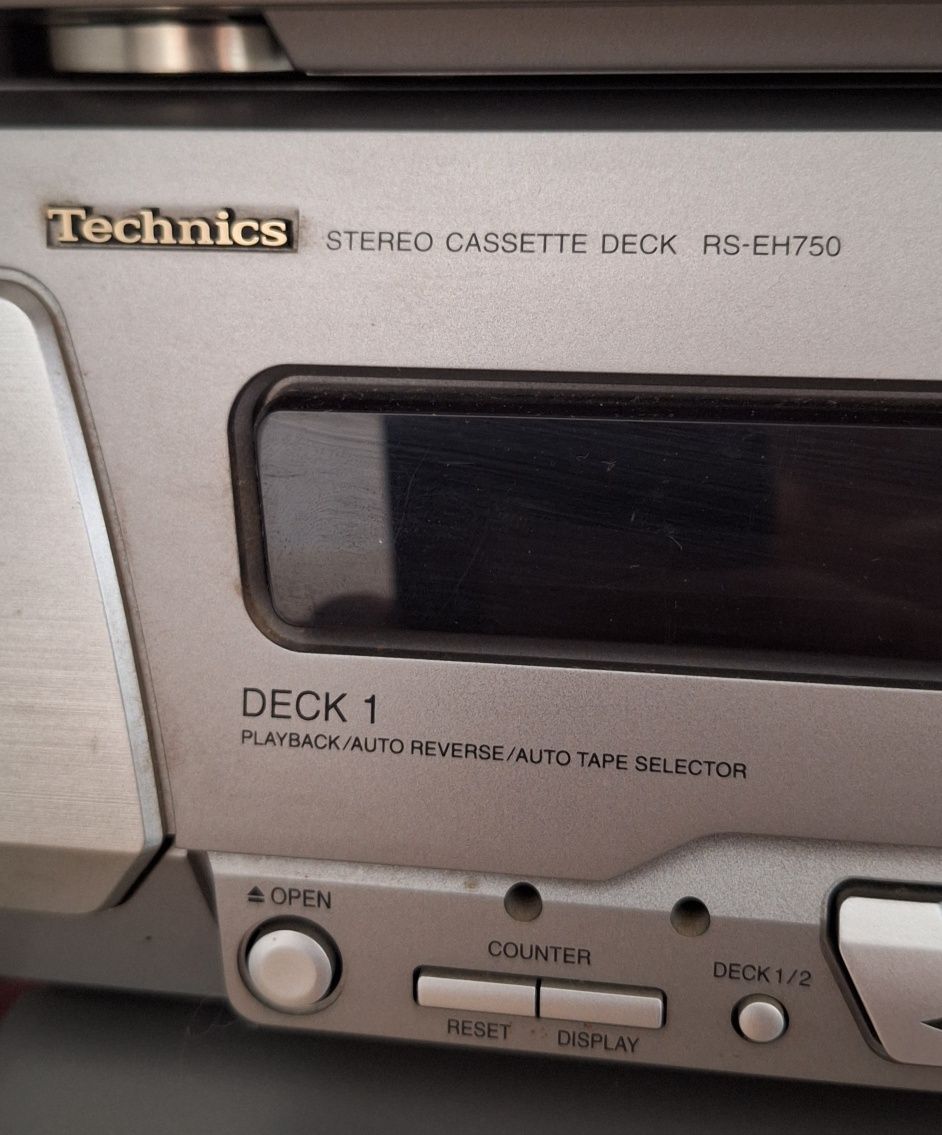 Technics STEREO CASSETTE DECK RS-EH750
DECK 1
PLAYBACK/AUTO REVERSE/AUTO TAPE SELECTOR
⏏ OPEN
COUNTER
DECK 1/2
RESET DISPLAY